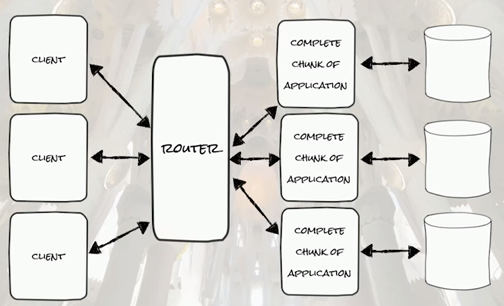 CLIENT
CLIENT
CLIENT
ROUTER
COMPLETE
CHUNK OF
APPLICATION
COMPLETE
CHUNK OF
APPLICATION
COMPLETE
CHUNK OF
APPLICATION